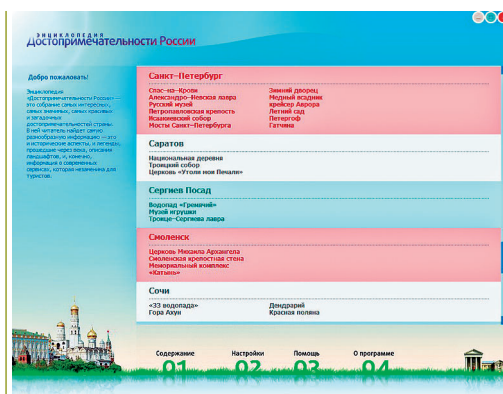 ЭНЦИКЛОПЕДИЯ
Достопримечательности России
Добро пожаловать!
Энциклопедия
«Достопримечательности России» —
это собрание самых интересных,
самых значимых, самых красивых
и загадочных
достопримечательностей страны.
В ней читатель найдет самую
разнообразную информацию — это
и исторические аспекты, и легенды,
прошедшие через века, описания
ландшафтов, и, конечно,
информация о современных
сервисах, которая незаменима для
туристов.
Санкт-Петербург
Спас-на-Крови
Александро-Невская лавра
Русский музей
Петропавловская крепость
Исаакиевский собор
Мосты Санкт-Петербурга
Зимний дворец
Медный всадник
крейсер Аврора
Летний сад
Петергоф
Гатчина
Саратов
Национальная деревня
Троицкий собор
Церковь «Утоли мои Печали»
Сергиев Посад
Водопад «Гремячий»
Музей игрушки
Троице-Сергиева лавра
Смоленск
Церковь Михаила Архангела
Смоленская крепостная стена
Мемориальный комплекс
«Катынь»
Сочи
«33 водопада»
Гора Ахун
Дендрарий
Красная поляна
Содержание Настройки Помощь О программе
01 02 03 04